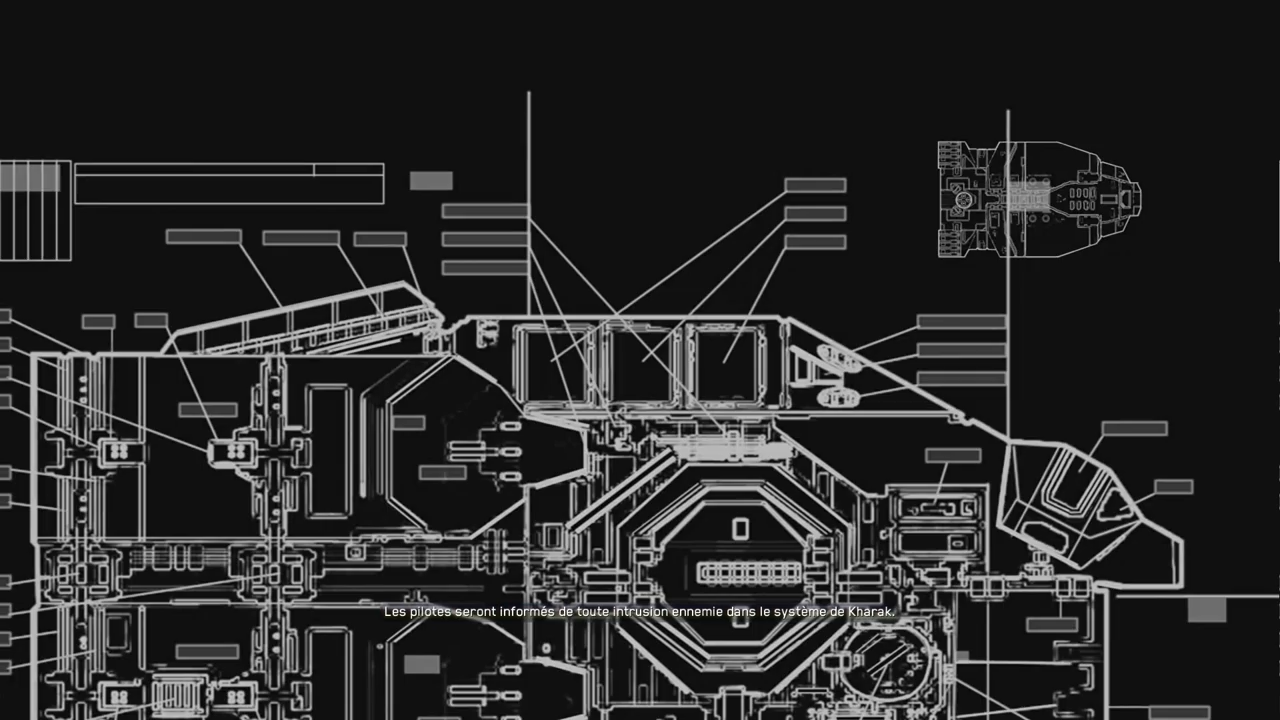 Les pilotes seront informés de toute intrusion ennemie dans le système de Kharak.